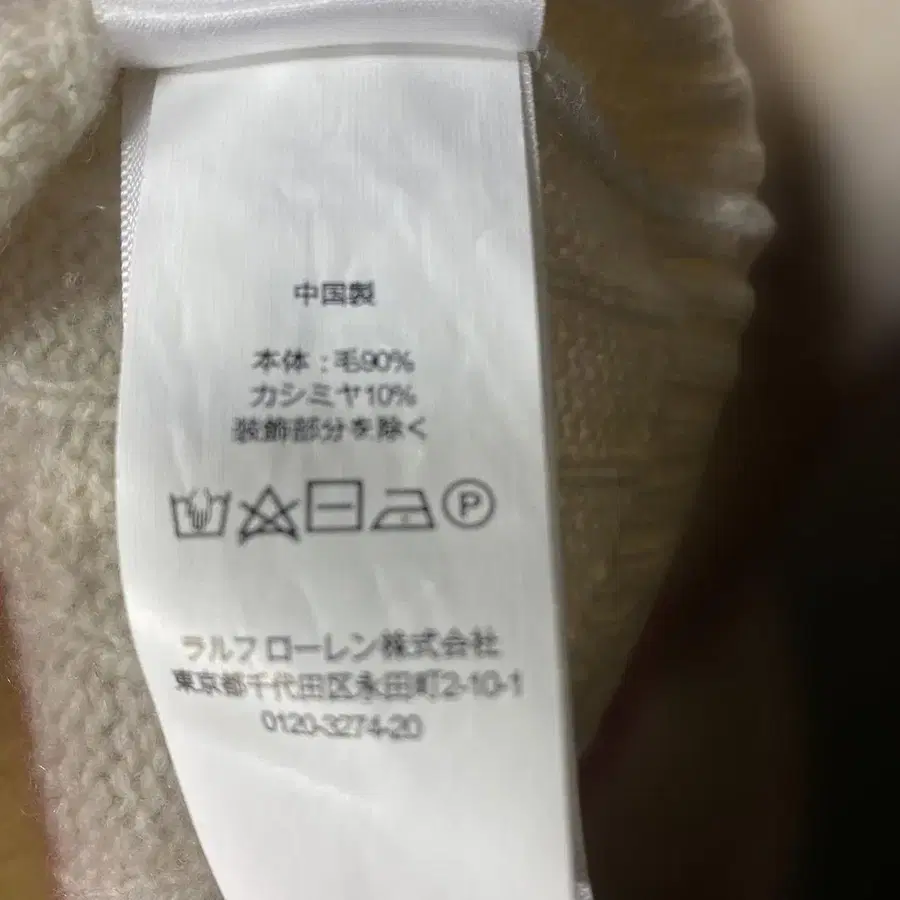 中国製
本体:毛90%
カシミヤ10%
装飾部分を除く
P
ラルフ ローレン株式会社
東京都千代田区永田町2-10-1
0120-3274-20